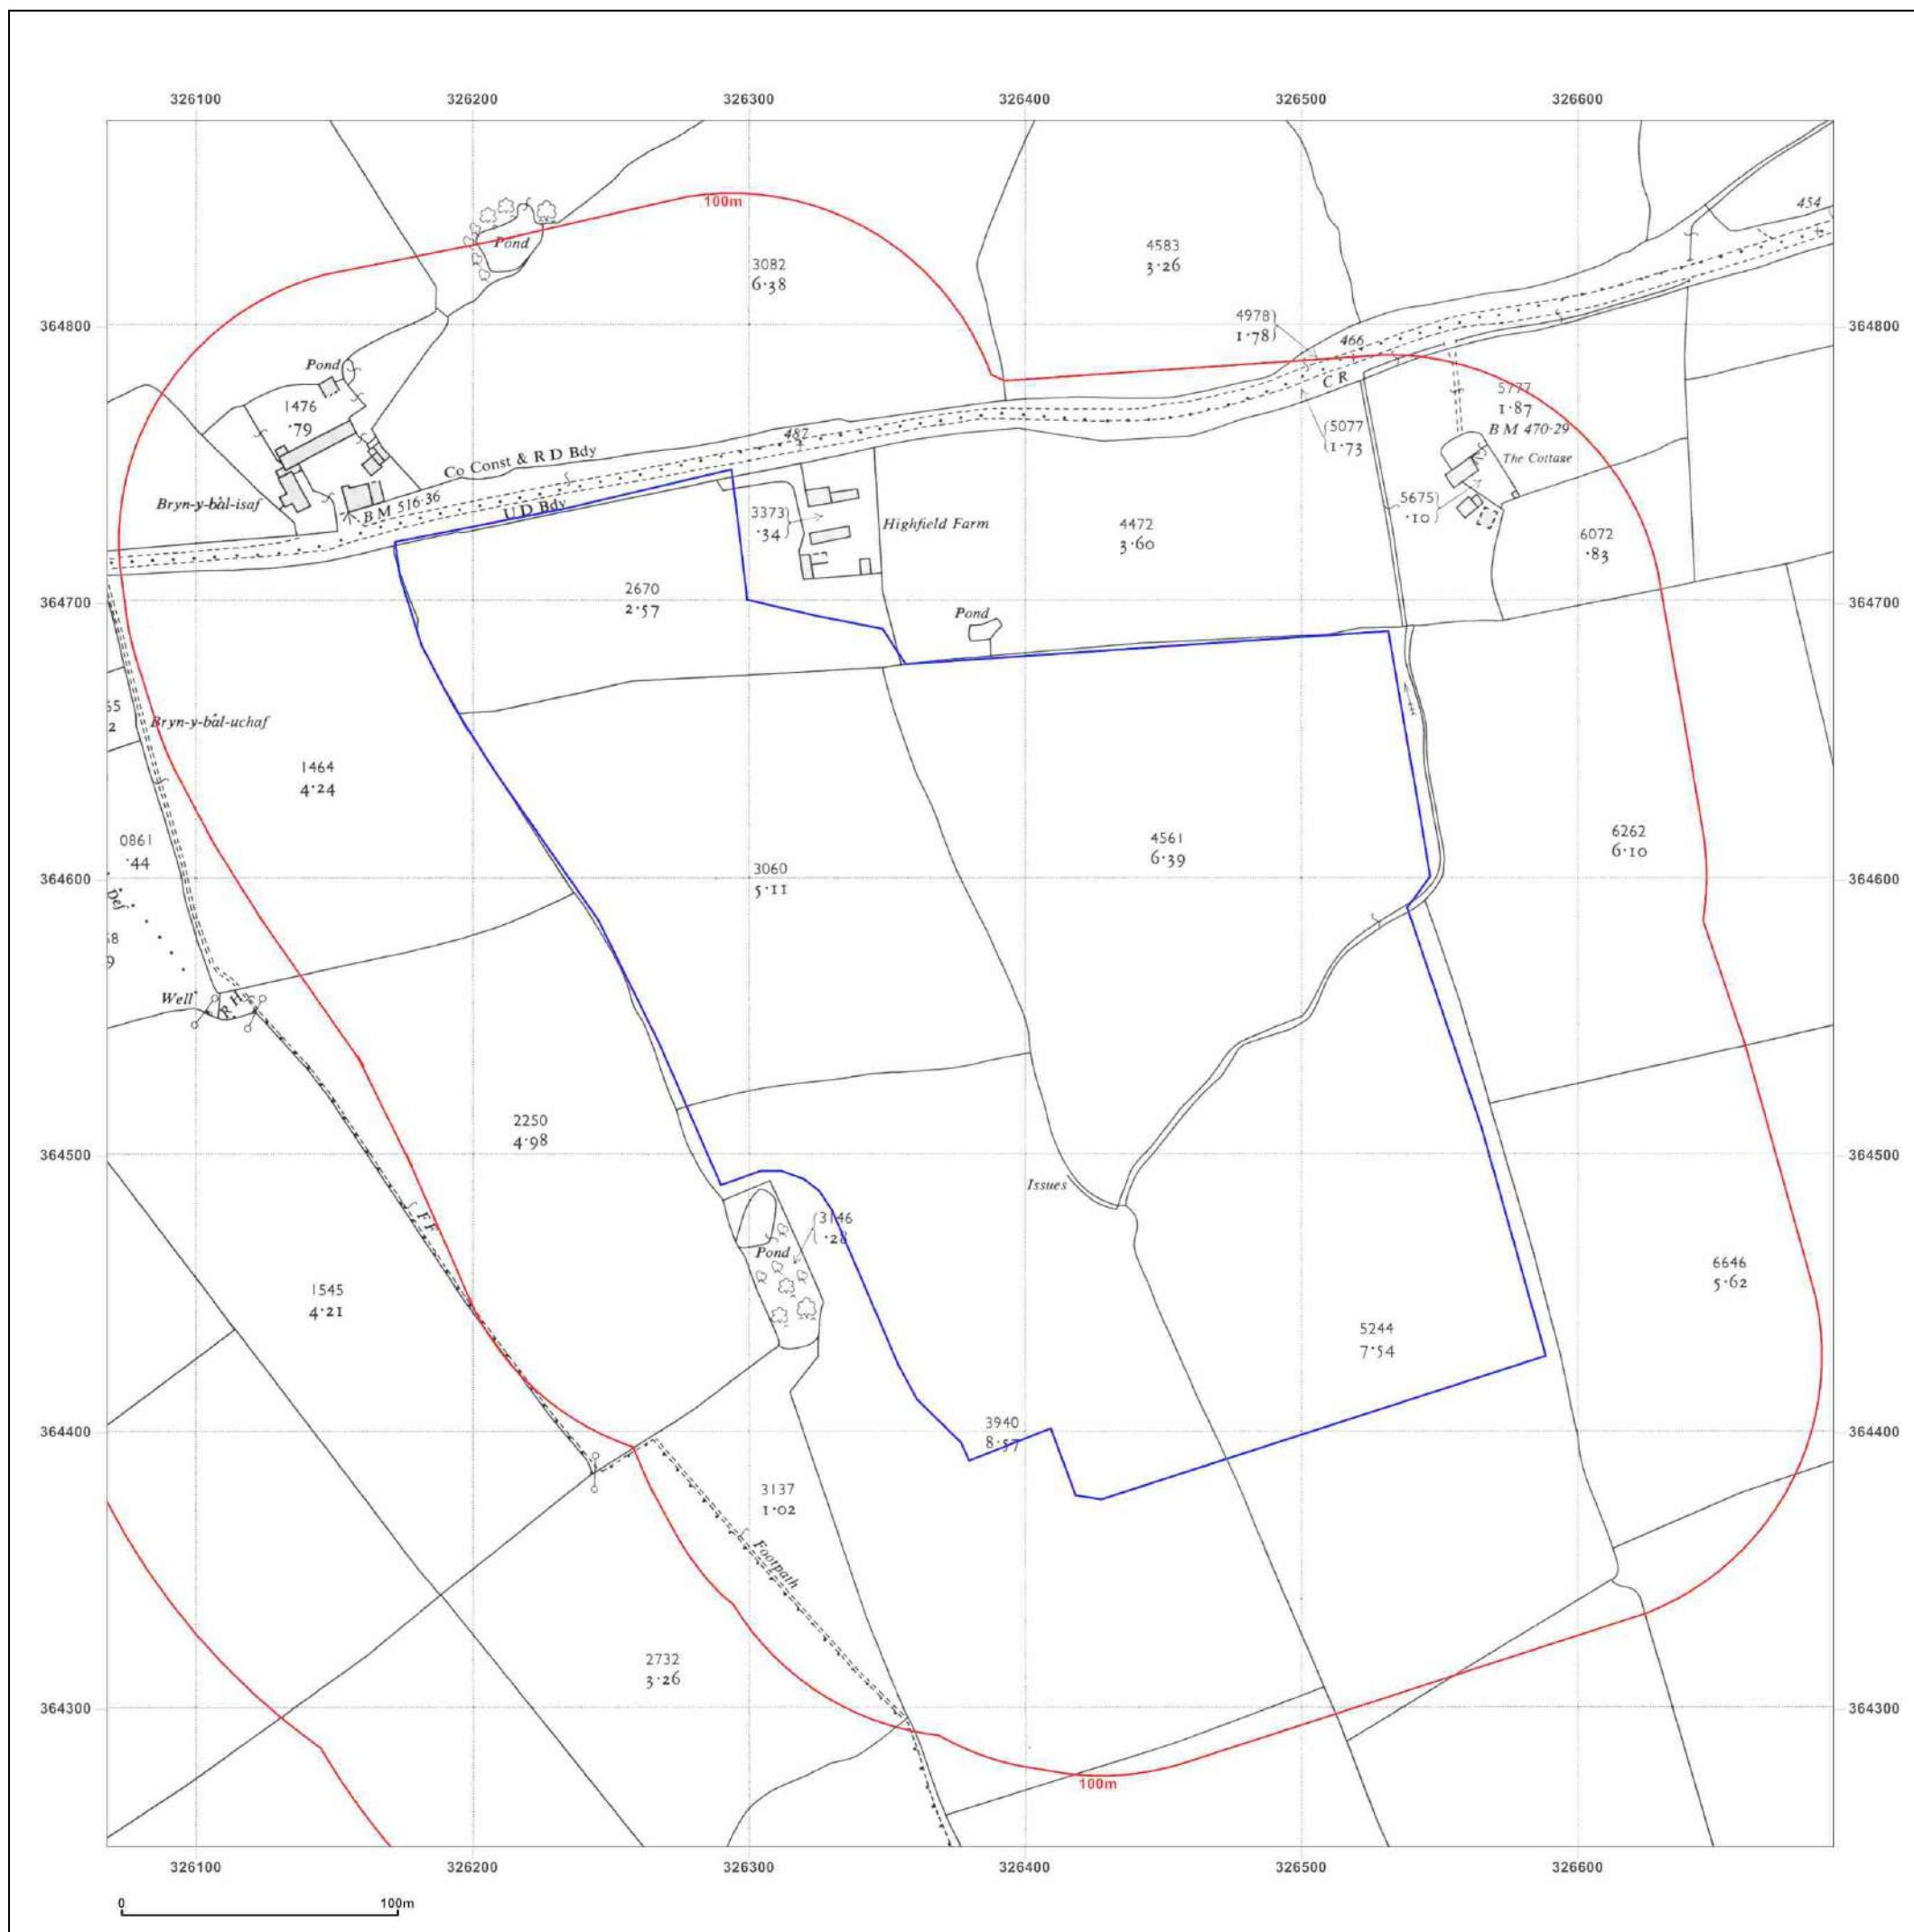 326100 326200 326300 326400 326500 326600
100m
454
Pond
3082
6·38
4583
3·26
364800
4978
1·78
466
364800
C R
Pond
1476
·79
5777
1·87
B M 470·29
The Cottage
5077
1·73
482
Co Const & R D Bdy
Bryn-y-bâl-isaf
B M 516·36
U D Bdy
3373
·34
Highfield Farm
4472
3·60
5675
·10
6072
·83
364700
2670
2·57
Pond
364700
55
2
Bryn-y-bâl-uchaf
1464
4·24
0861
·44
4561
6·39
6262
6·10
364600
3060
5·11
364600
Def
58
9
Well
R H
2250
4·98
364500
364500
Issues
F F
3146
·28
Pond
1545
4·21
6646
5·62
5244
7·54
364400
3940
8·57
364400
3137
1·02
Footpath
2732
3·26
364300
364300
100m
326100 326200 326300 326400 326500 326600
0 100m